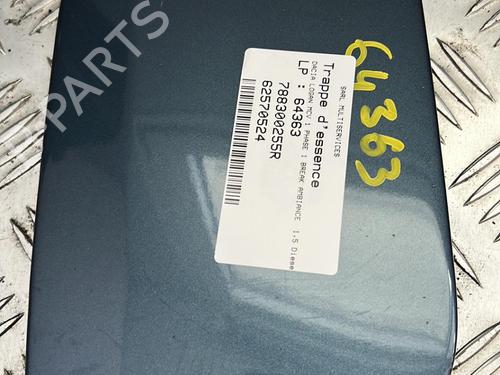 SARL MULTISERVICES
Trappe d'essence
DACIA LOGAN MCV 1 PHASE 1 BREAK AMBIANCE 1.5 Diese
LP : 64363
788300255R
62570524
64363
PARTS